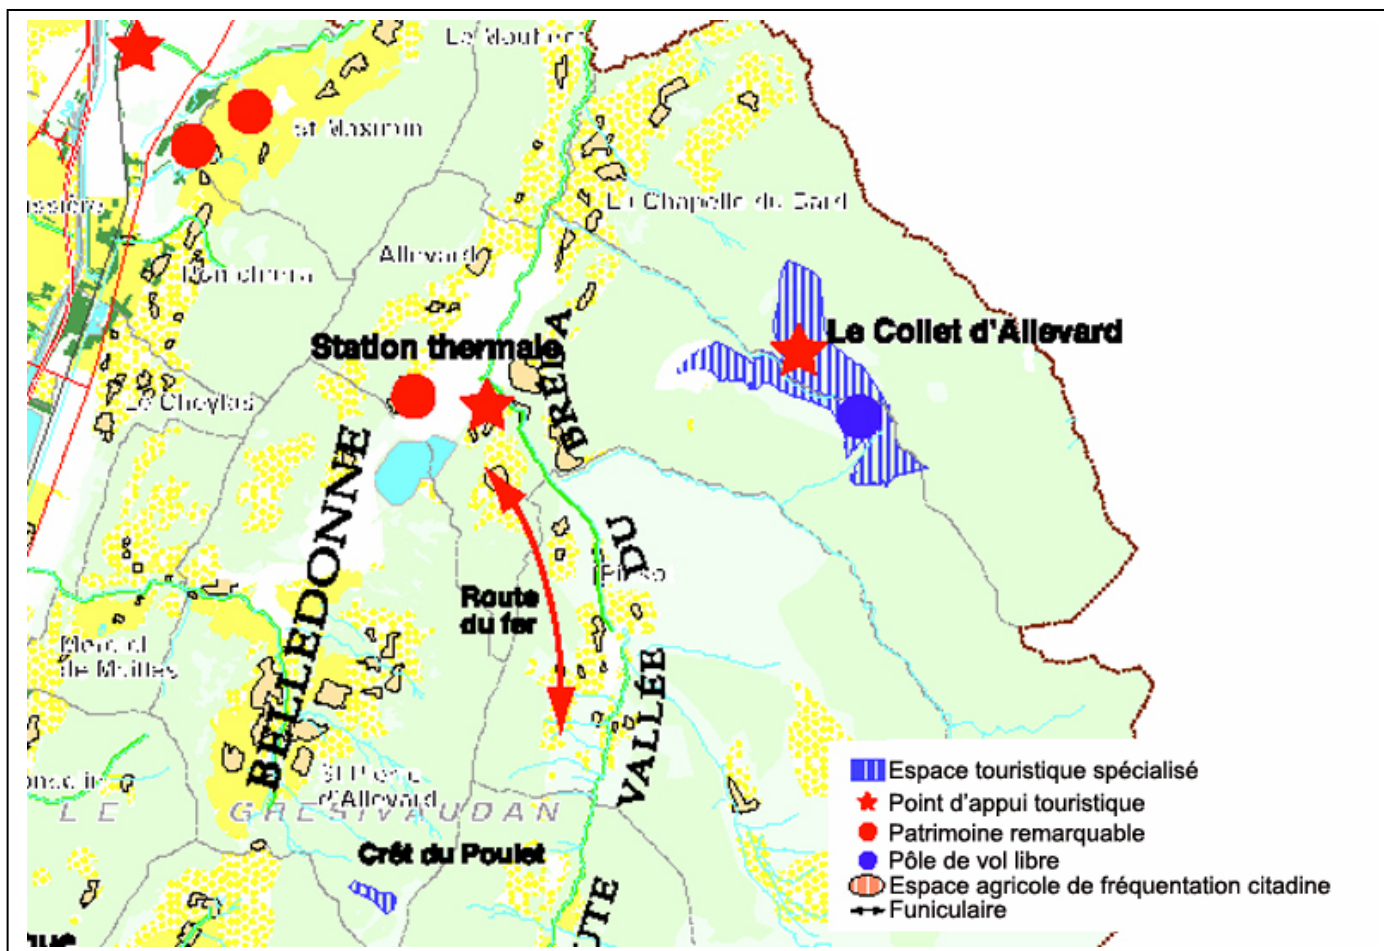 St Maximin
La Chapelle du Bard
Allevard
Le Collet d'Allevard
Station thermale
Le Cheylas
BELLEDONNE
VALLÉE DU BREDA
Route
du fer
St Pierre
d'Allevard
LE GRESIVAUDAN
Crêt du Poulet
Espace touristique spécialisé
Point d'appui touristique
Patrimoine remarquable
Pôle de vol libre
Espace agricole de fréquentation citadine
Funiculaire